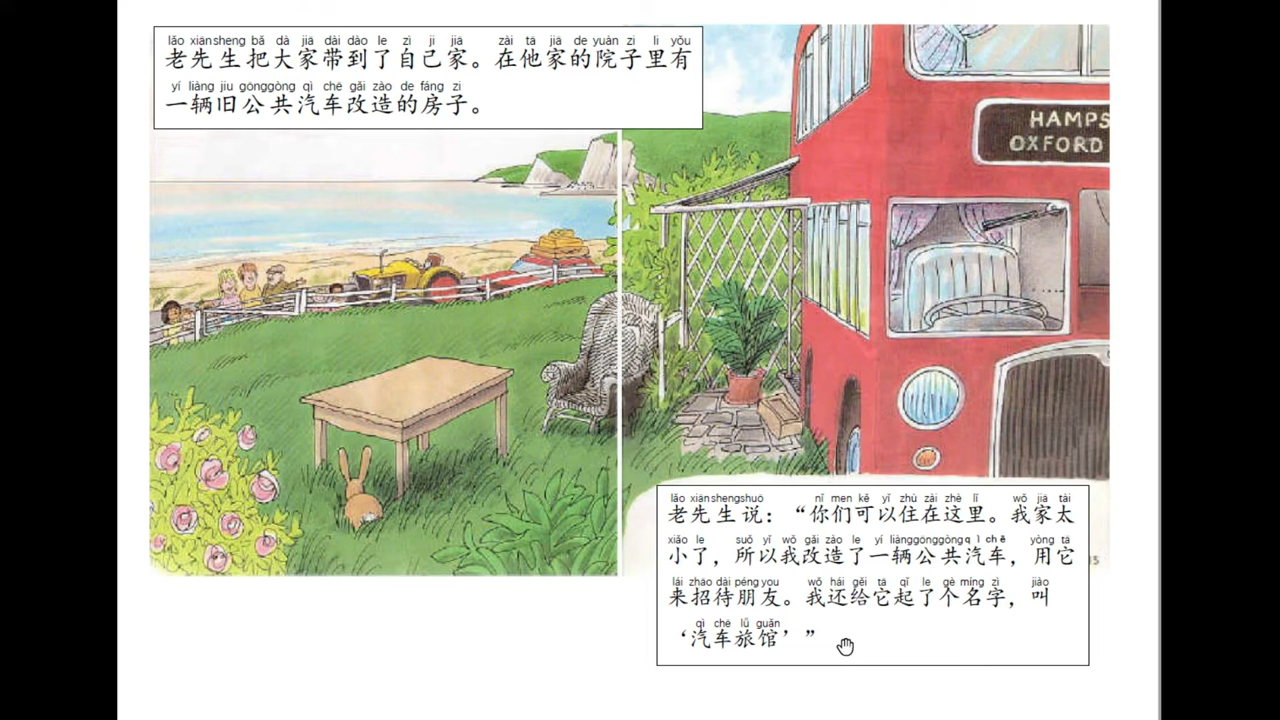 lǎo xiānsheng bǎ dà jiā dài dào le zì jǐ jiā zài tā jiā de yuàn zi li yǒu
老先生把大家带到了自己家。在他家的院子里有
yí liàng jiu gōnggòng qì chē gǎi zào de fáng zi
一辆旧公共汽车改造的房子。
HAMPS
OXFORD
lǎo xiānshengshuō nǐ men kě yǐ zhù zài zhè lǐ wǒ jiā tài
老先生说：“你们可以住在这里。我家太
xiǎo le suǒ yǐ wǒ gǎi zào le yí liànggōnggòngqì chē yòng tā
小了，所以我改造了一辆公共汽车，用它
lái zhāo dài péng you wǒ hái gěi tā qǐ le gè míng zì jiào
来招待朋友。我还给它起了个名字，叫
qì chē lǚ guǎn
‘汽车旅馆’”